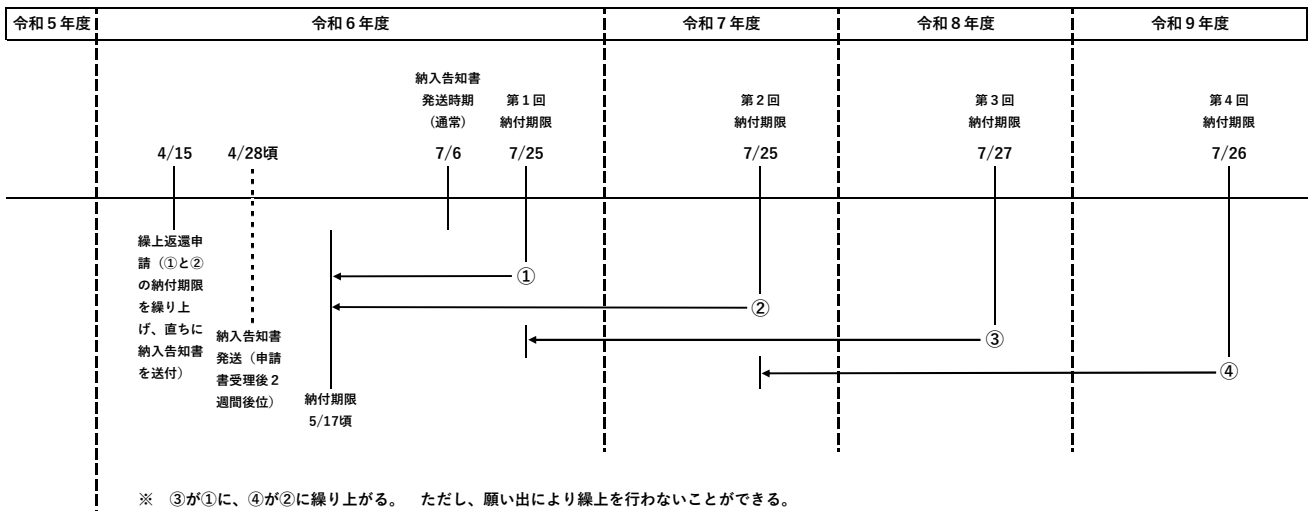 令和５年度
令和６年度
令和７年度
令和８年度
令和９年度
納入告知書
発送時期
（通常）
第１回
納付期限
第２回
納付期限
第３回
納付期限
第４回
納付期限
4/15
4/28頃
7/6
7/25
7/25
7/27
7/26
繰上返還申
請（①と②
の納付期限
を繰り上
げ、直ちに
納入告知書
を送付）
納入告知書
発送（申請
書受理後２
週間後位）
納付期限
5/17頃
①
②
③
④
※　③が①に、④が②に繰り上がる。　ただし、願い出により繰上を行わないことができる。